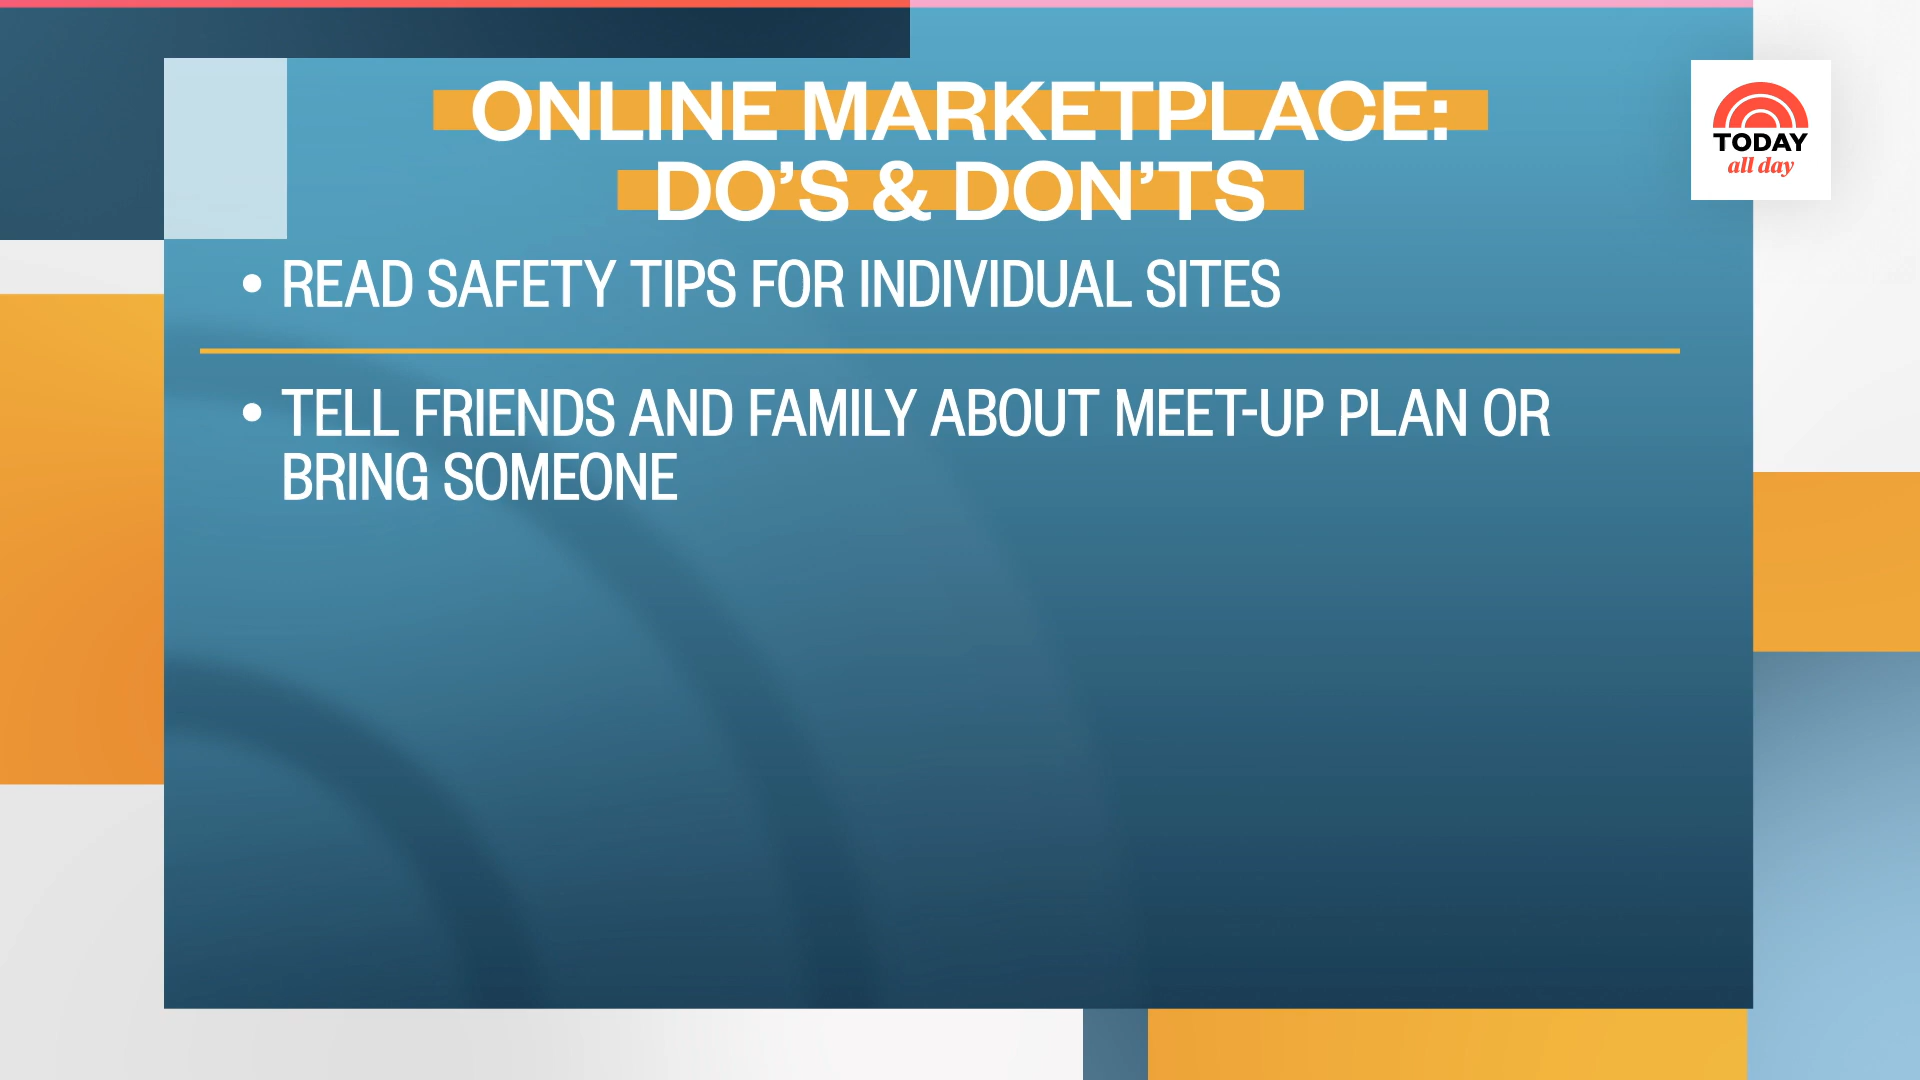 ONLINE MARKETPLACE:
DO’S & DON’TS
TODAY
all day
• READ SAFETY TIPS FOR INDIVIDUAL SITES
• TELL FRIENDS AND FAMILY ABOUT MEET-UP PLAN OR
BRING SOMEONE